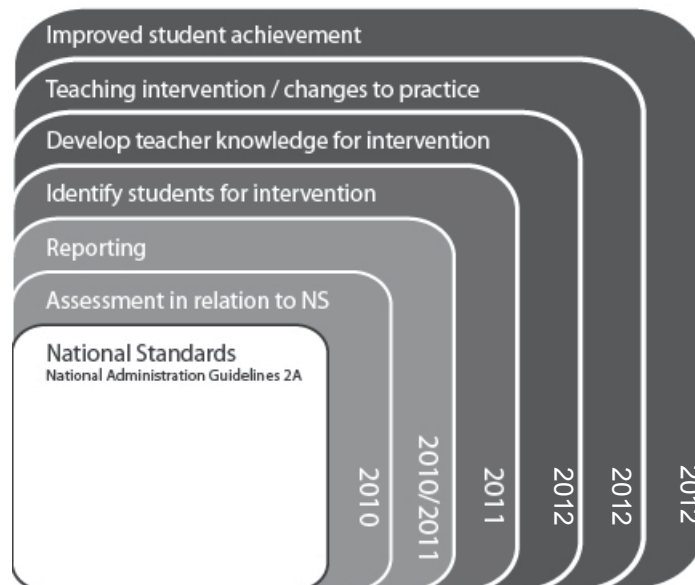 Improved student achievement
Teaching intervention / changes to practice
Develop teacher knowledge for intervention
Identify students for intervention
Reporting
Assessment in relation to NS
National Standards
National Administration Guidelines 2A
2010
2010/2011
2011
2012
2012
2012